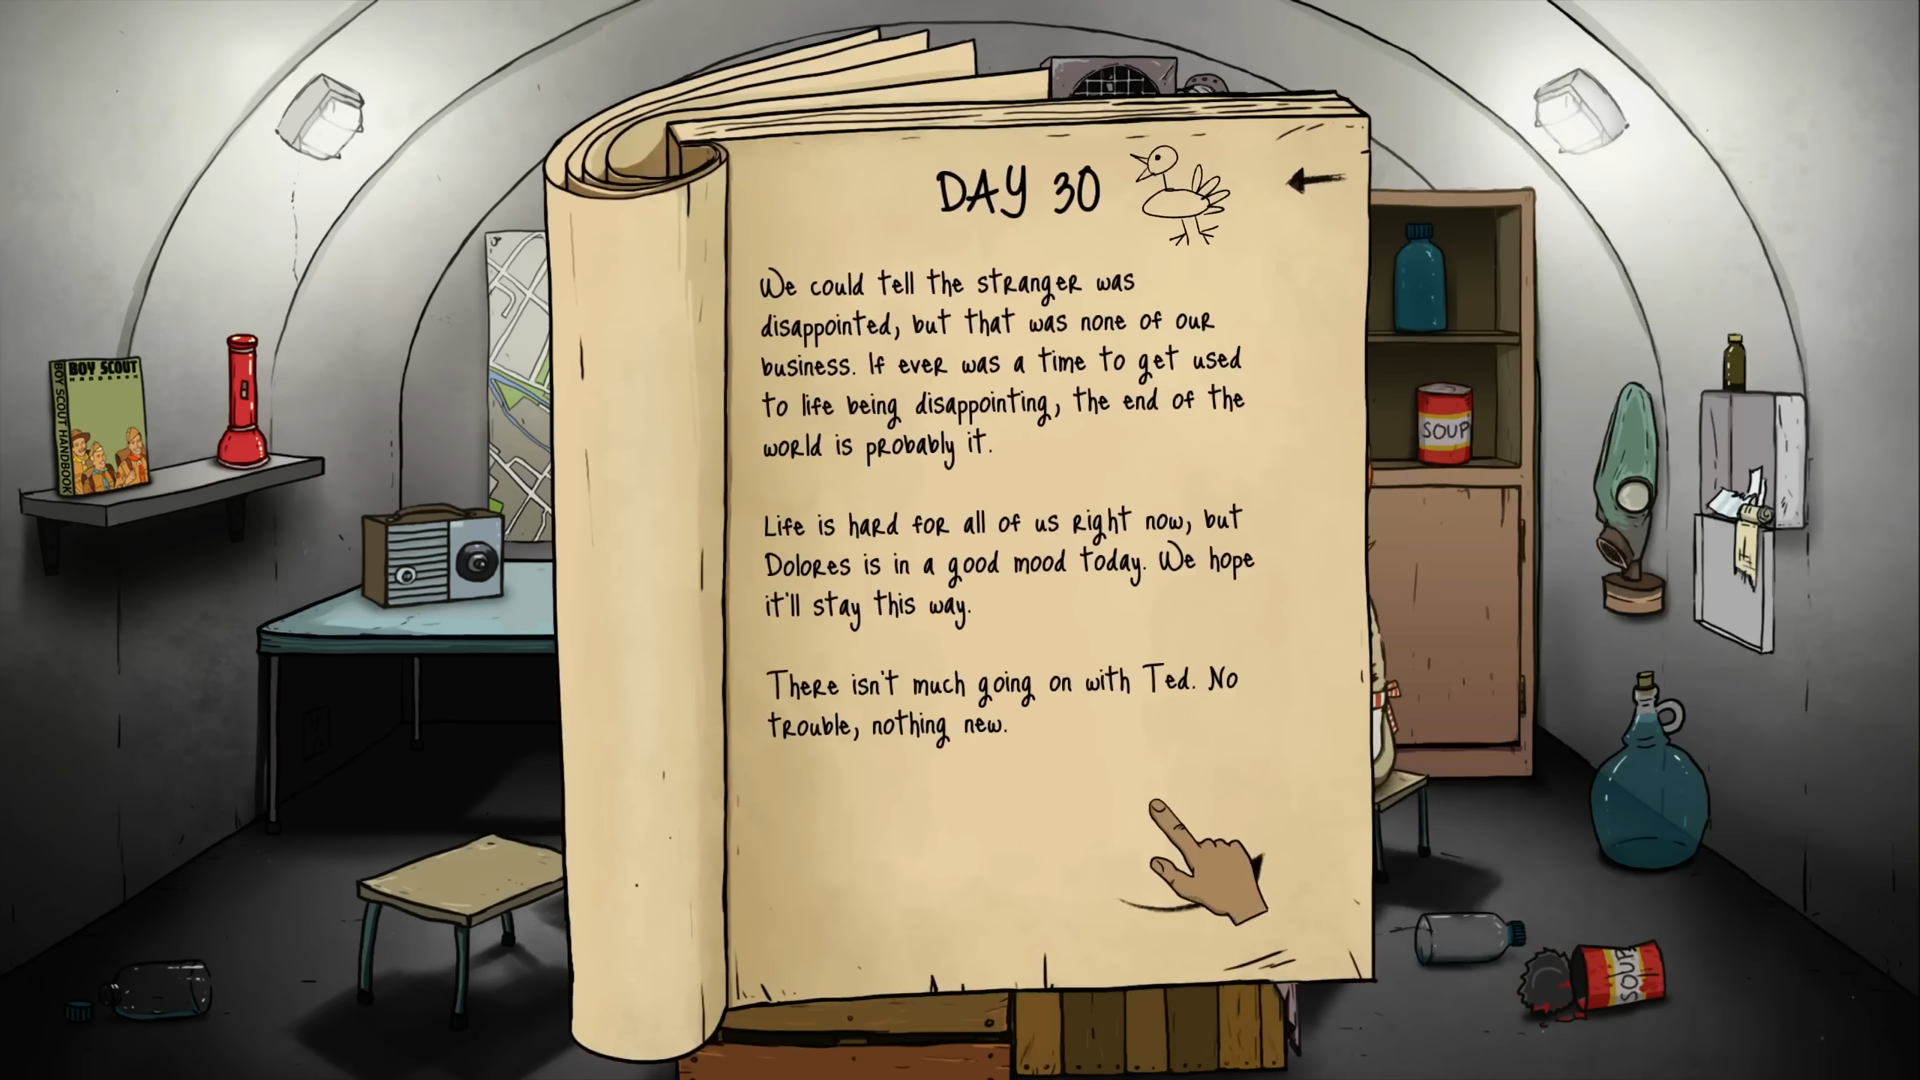 DAY 30
We could tell the stranger was
disappointed, but that was none of our
business. If ever was a time to get used
to life being disappointing, the end of the
world is probably it.
Life is hard for all of us right now, but
Dolores is in a good mood today. We hope
it'll stay this way.
There isn't much going on with Ted. No
trouble, nothing new.
BOY SCOUT
HANDBOOK
BOY SCOUT HANDBOOK
SOUP
SOUP